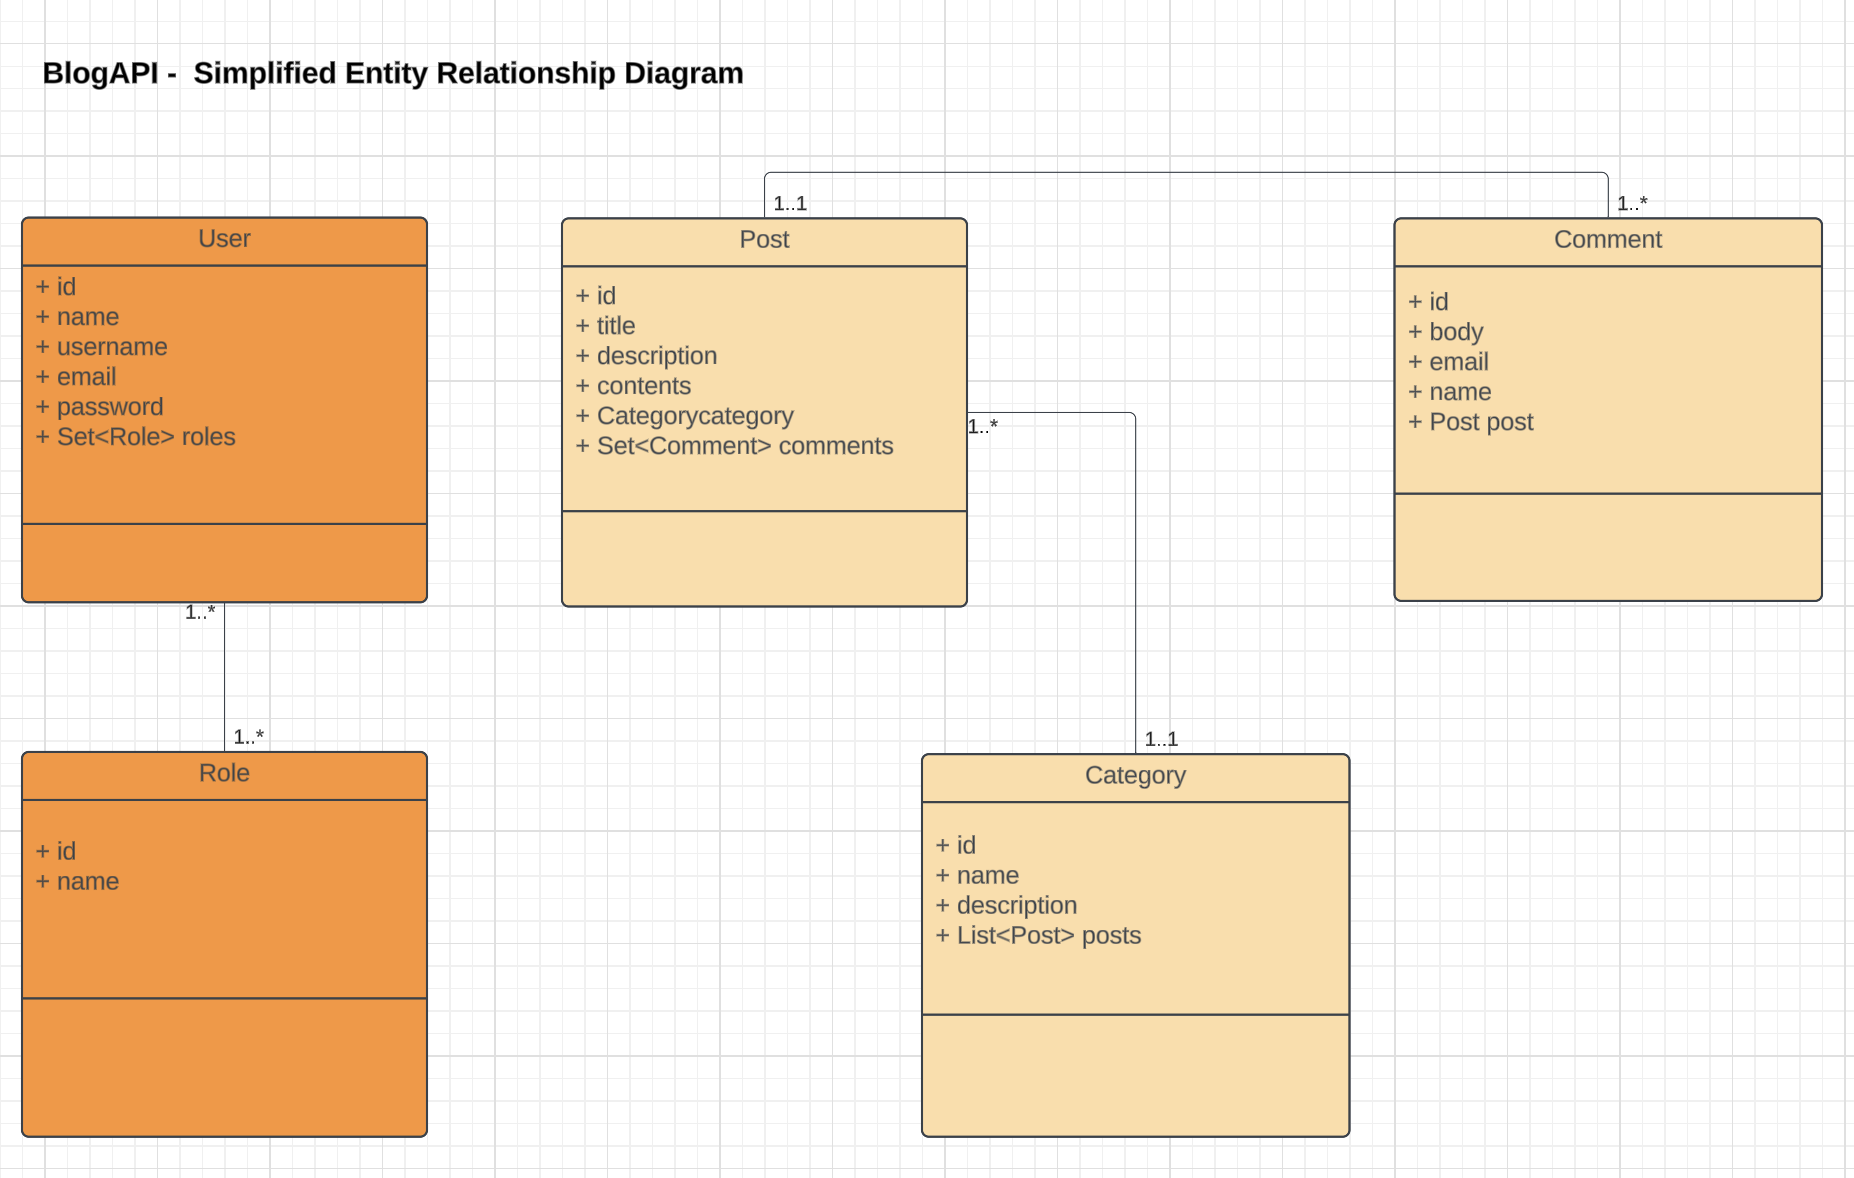 BlogAPI - Simplified Entity Relationship Diagram
1..1
1..*
User
+ id
+ name
+ username
+ email
+ password
+ Set<Role> roles
1..*
1..*
Role
+ id
+ name
Post
+ id
+ title
+ description
+ contents
+ Categorycategory
+ Set<Comment> comments
1..*
1..1
Category
+ id
+ name
+ description
+ List<Post> posts
Comment
+ id
+ body
+ email
+ name
+ Post post